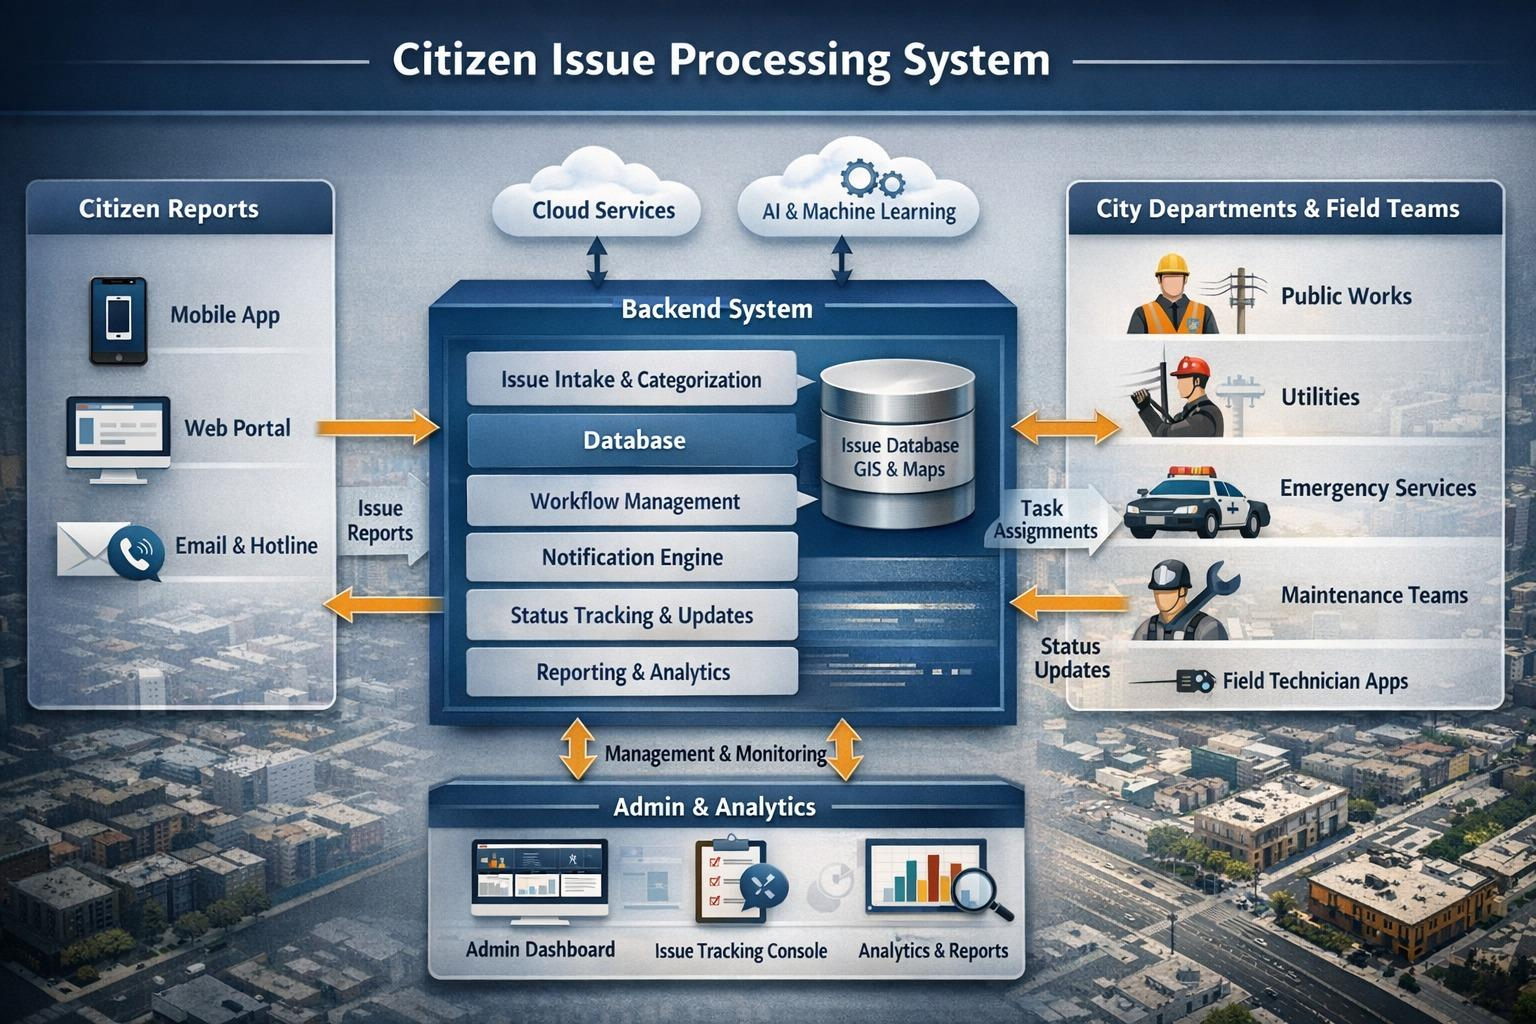 Citizen Issue Processing System
Citizen Reports
Mobile App
Web Portal
Email & Hotline
Issue
Reports
Cloud Services
AI & Machine Learning
Backend System
Issue Intake & Categorization
Database
Workflow Management
Notification Engine
Status Tracking & Updates
Reporting & Analytics
Issue Database
GIS & Maps
Task
Assignments
Status
Updates
City Departments & Field Teams
Public Works
Utilities
Emergency Services
Maintenance Teams
Field Technician Apps
Management & Monitoring
Admin & Analytics
Admin Dashboard
Issue Tracking Console
Analytics & Reports